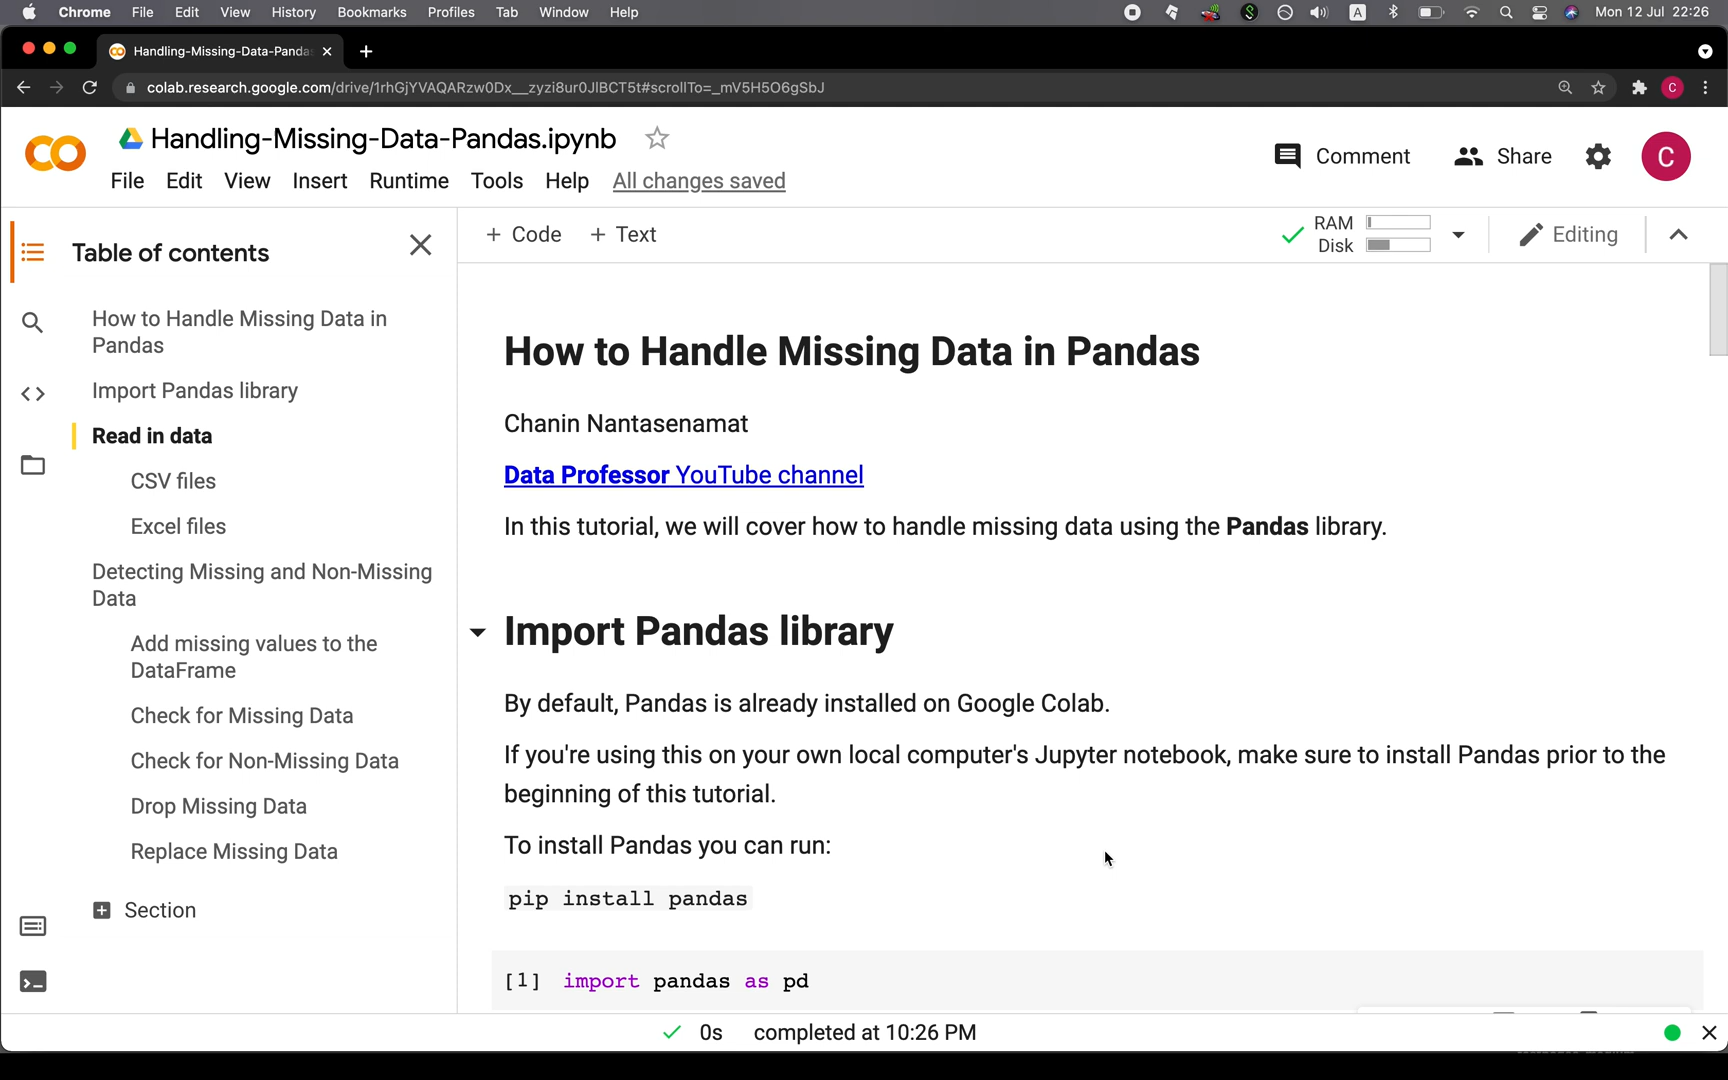 Chrome File Edit View History Bookmarks Profiles Tab Window Help A Mon 12 Jul 22:26
Handling-Missing-Data-Panda
colab.research.google.com/drive/1rhGjYVAQARzw0Dx__zyzi8ur0JlBCT5t#scrollTo=_mV5H5O6gSbJ C
Handling-Missing-Data-Pandas.ipynb
File Edit View Insert Runtime Tools Help All changes saved
Comment Share C
Table of contents
How to Handle Missing Data in
Pandas
Import Pandas library
Read in data
CSV files
Excel files
Detecting Missing and Non-Missing
Data
Add missing values to the
DataFrame
Check for Missing Data
Check for Non-Missing Data
Drop Missing Data
Replace Missing Data
Section
+ Code + Text
RAM
Disk
Editing
How to Handle Missing Data in Pandas
Chanin Nantasenamat
Data Professor YouTube channel
In this tutorial, we will cover how to handle missing data using the Pandas library.
Import Pandas library
By default, Pandas is already installed on Google Colab.
If you're using this on your own local computer's Jupyter notebook, make sure to install Pandas prior to the
beginning of this tutorial.
To install Pandas you can run:
pip install pandas
[1] import pandas as pd
0s completed at 10:26 PM